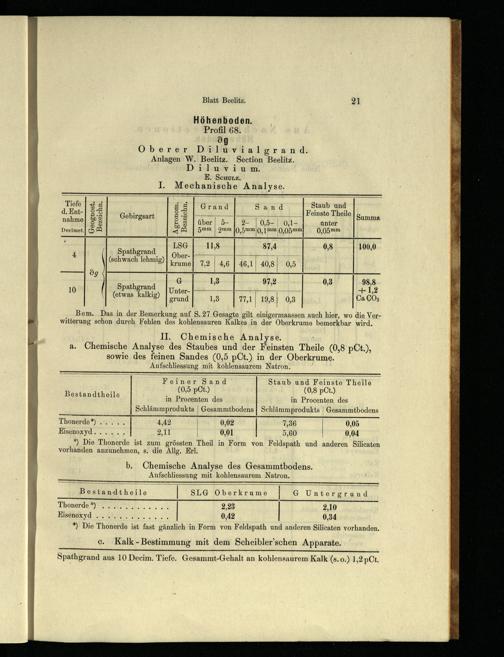 Blatt Beelitz. 21
Höhenboden.
Profil 68.
∂g
Oberer Diluvialgrand.
Anlagen W. Beelitz. Section Beelitz.
Diluvium.
E. Schulz.
I. Mechanische Analyse.
Tiefe d. Ent- nahme Decimet. Geognost. Bezeichn. Gebirgsart Agronom. Bezeichn. Grand Sand Staub und Feinste Theile unter 0,05mm Summa
über 5mm 5– 2mm 2– 0,5mm 0,5– 0,1mm 0,1– 0,05mm
4 ∂g Spathgrand (schwach lehmig) LSG Ober- krume 11,8 87,4 0,8 100,0
7,2 4,6 46,1 40,8 0,5
10 Spathgrand (etwas kalkig) G Unter- grund 1,3 97,2 0,3 98,8 + 1,2 Ca CO3
1,3 77,1 19,8 0,3
Bem. Das in der Bemerkung auf S. 27 Gesagte gilt einigermaassen auch hier, wo die Ver-
witterung schon durch Fehlen des kohlensauren Kalkes in der Oberkrume bemerkbar wird.
II. Chemische Analyse.
a. Chemische Analyse des Staubes und der Feinsten Theile (0,8 pCt.),
sowie des feinen Sandes (0,5 pCt.) in der Oberkrume.
Aufschliessung mit kohlensaurem Natron.
Bestandtheile Feiner Sand (0,5 pCt.) in Procenten des Staub und Feinste Theile (0,8 pCt.) in Procenten des
Schlämmprodukts Gesammtbodens Schlämmprodukts Gesammtbodens
Thonerde*) . . . . . 4,42 0,02 7,36 0,05
Eisenoxyd . . . . . . 2,11 0,01 5,60 0,04
*) Die Thonerde ist zum grössten Theil in Form von Feldspath und anderen Silicaten
vorhanden anzunehmen, s. die Allg. Erl.
b. Chemische Analyse des Gesammtbodens.
Aufschliessung mit kohlensaurem Natron.
Bestandtheile SLG Oberkrume G Untergrund
Thonerde *) . . . . . . . . . . . . 2,23 2,10
Eisenoxyd . . . . . . . . . . . . . 0,42 0,34
*) Die Thonerde ist fast gänzlich in Form von Feldspath und anderen Silicaten vorhanden.
c. Kalk-Bestimmung mit dem Scheibler'schen Apparate.
Spathgrand aus 10 Decim. Tiefe. Gesammt-Gehalt an kohlensaurem Kalk (s. o.) 1,2 pCt.